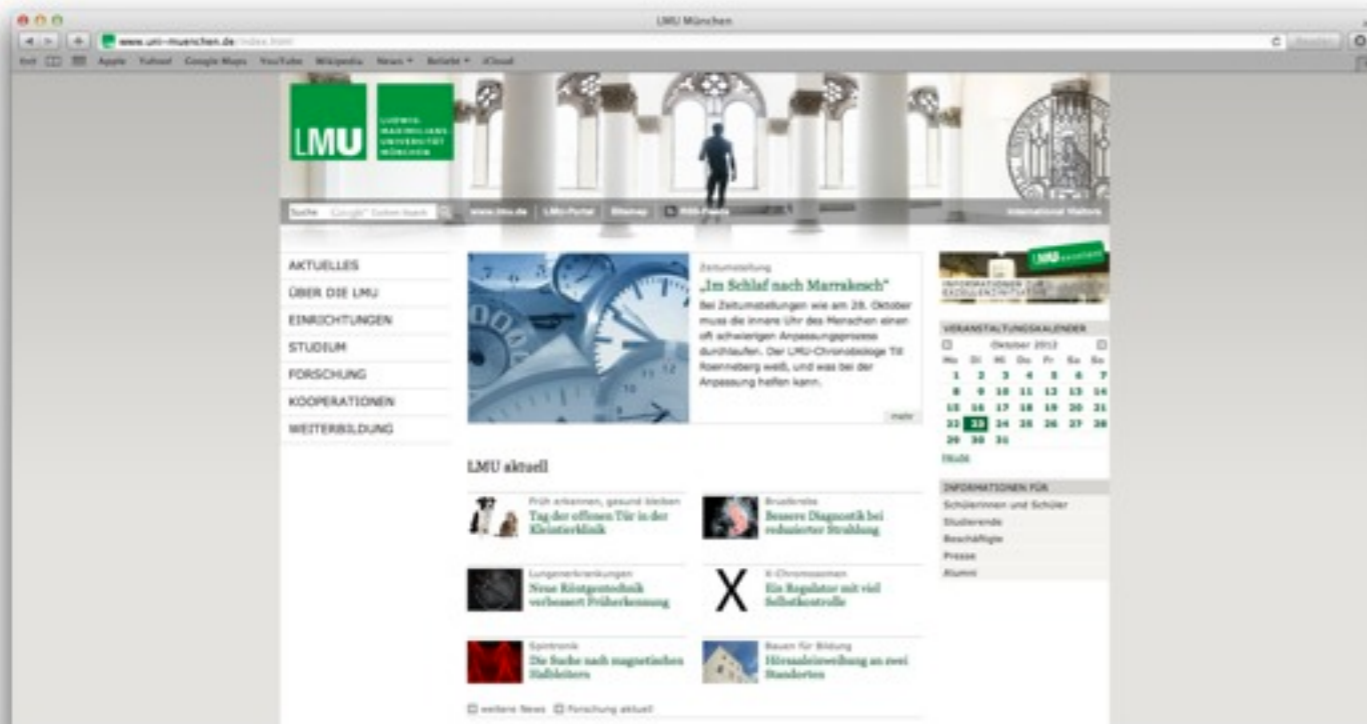 LMU München
www.uni-muenchen.de/index.html
Apple Yahoo! Google Maps YouTube Wikipedia News Beliebt iCloud
LMU
LUDWIG-
MAXIMILIANS-
UNIVERSITÄT
MÜNCHEN
Suche
www.lmu.de LMU-Portal Sitemap RSS-Feeds
International Visitors
AKTUELLES
ÜBER DIE LMU
EINRICHTUNGEN
STUDIUM
FORSCHUNG
KOOPERATIONEN
WEITERBILDUNG
Zeitumstellung
„Im Schlaf nach Marrakesch“
Bei Zeitumstellungen wie am 28. Oktober
muss die innere Uhr des Menschen einen
oft schwierigen Anpassungsprozess
durchlaufen. Der LMU-Chronobiologe Till
Roenneberg weiß, und was bei der
Anpassung helfen kann.
mehr
LMU aktuell
Früh erkennen, gesund bleiben
Tag der offenen Tür in der
Kleintierklinik
Brustkrebs
Bessere Diagnostik bei
reduzierter Strahlung
Lungenerkrankungen
Neue Röntgentechnik
verbessert Früherkennung
X
X-Chromosomen
Ein Regulator mit viel
Selbstkontrolle
Spintronik
Die Suche nach magnetischen
Halbleitern
Bauen für Bildung
Hörsaaleinweihung an zwei
Standorten
weitere News Forschung aktuell
LMU
INFORMATIONEN ZUR
EXZELLENZINITIATIVE
VERANSTALTUNGSKALENDER
Oktober 2012
Mo Di Mi Do Fr Sa So
1 2 3 4 5 6 7
8 9 10 11 12 13 14
15 16 17 18 19 20 21
22 23 24 25 26 27 28
29 30 31
Heute
INFORMATIONEN FÜR
Schülerinnen und Schüler
Studierende
Beschäftigte
Presse
Alumni